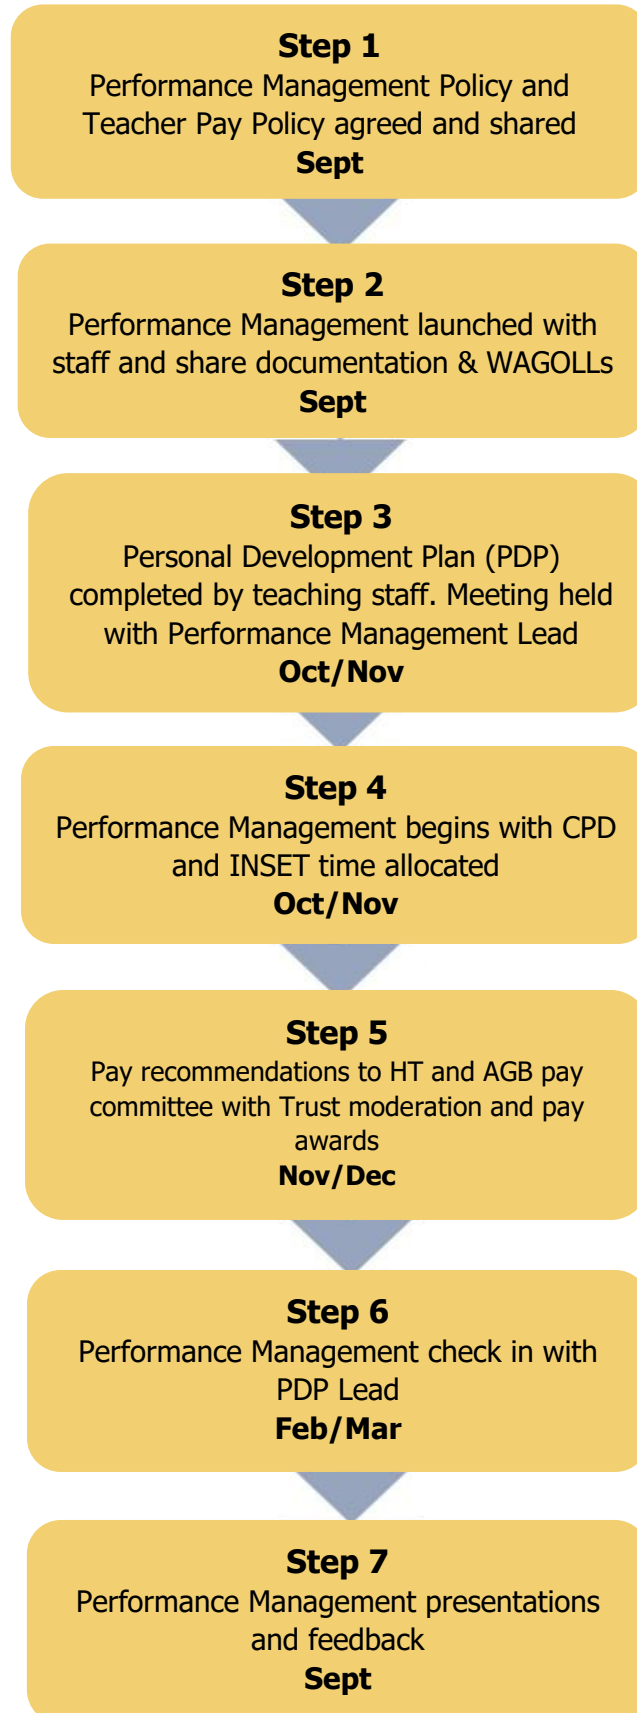 Step 1
Performance Management Policy and
Teacher Pay Policy agreed and shared
Sept
Step 2
Performance Management launched with
staff and share documentation & WAGOLLs
Sept
Step 3
Personal Development Plan (PDP)
completed by teaching staff. Meeting held
with Performance Management Lead
Oct/Nov
Step 4
Performance Management begins with CPD
and INSET time allocated
Oct/Nov
Step 5
Pay recommendations to HT and AGB pay
committee with Trust moderation and pay
awards
Nov/Dec
Step 6
Performance Management check in with
PDP Lead
Feb/Mar
Step 7
Performance Management presentations
and feedback
Sept